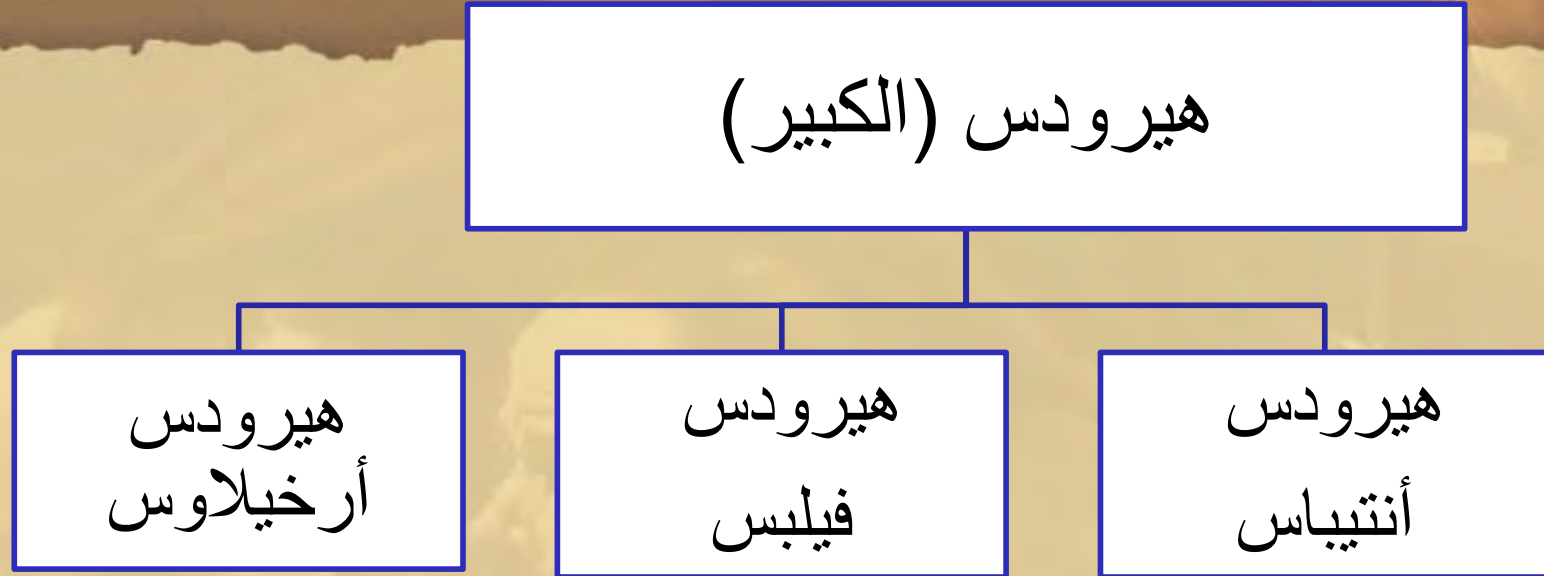 هيرودس (الكبير)
هيرودس
أنتيباس
هيرودس
فيلبس
هيرودس
أرخيلاوس